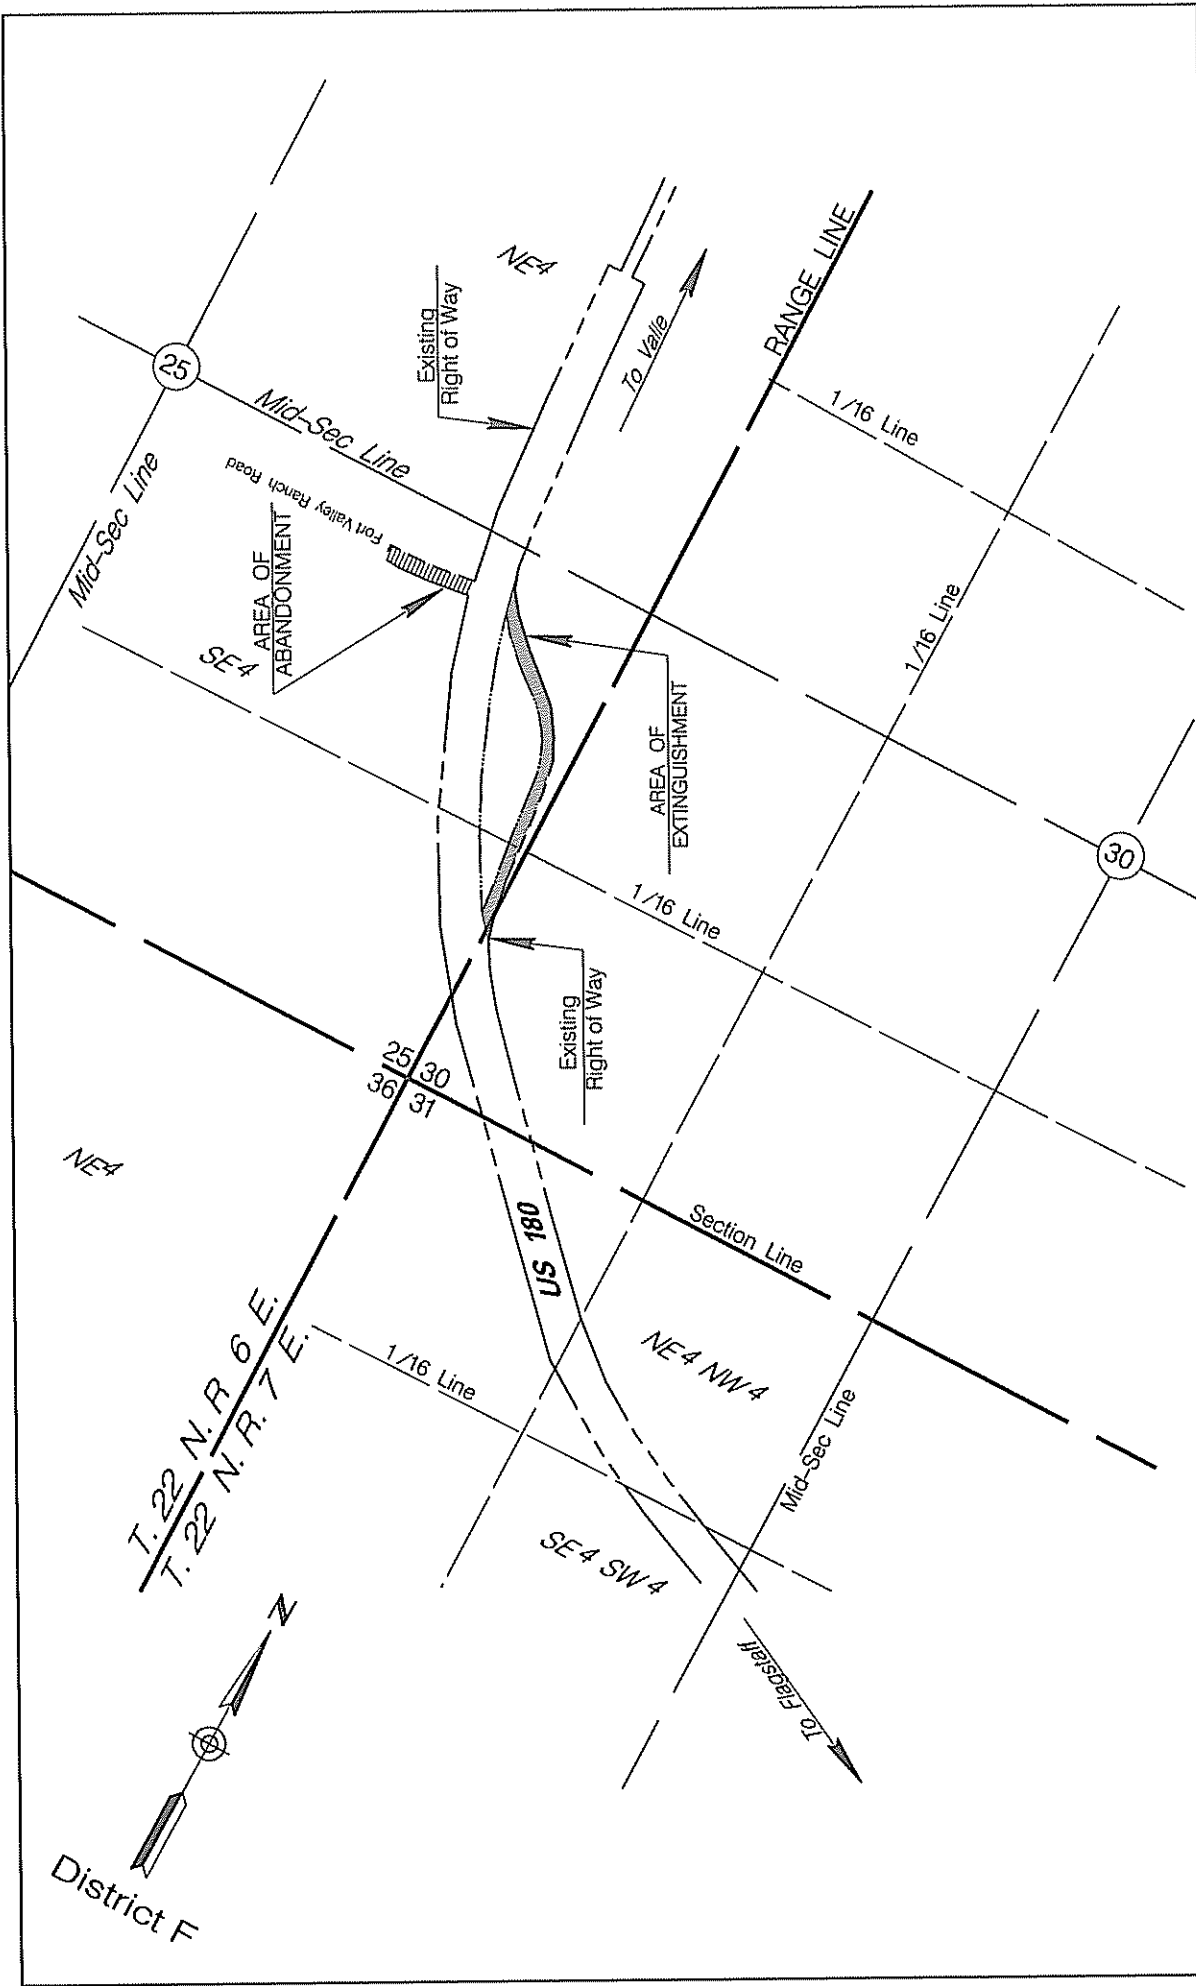 NE4
Existing
Right of Way
To Valle
RANGE LINE
25
Mid-Sec Line
Mid-Sec Line
1/16 Line
Fort Valley Ranch Road
AREA OF
ABANDONMENT
SE4
1/16 Line
AREA OF
EXTINGUISHMENT
30
1/16 Line
Existing
Right of Way
25 30
36 31
NE4
US 180
Section Line
T. 22 N. R 6 E.
T. 22 N. R. 7 E.
1/16 Line
NE4 NW4
Mid-Sec Line
SE4 SW4
N
To Flagstaff
District F